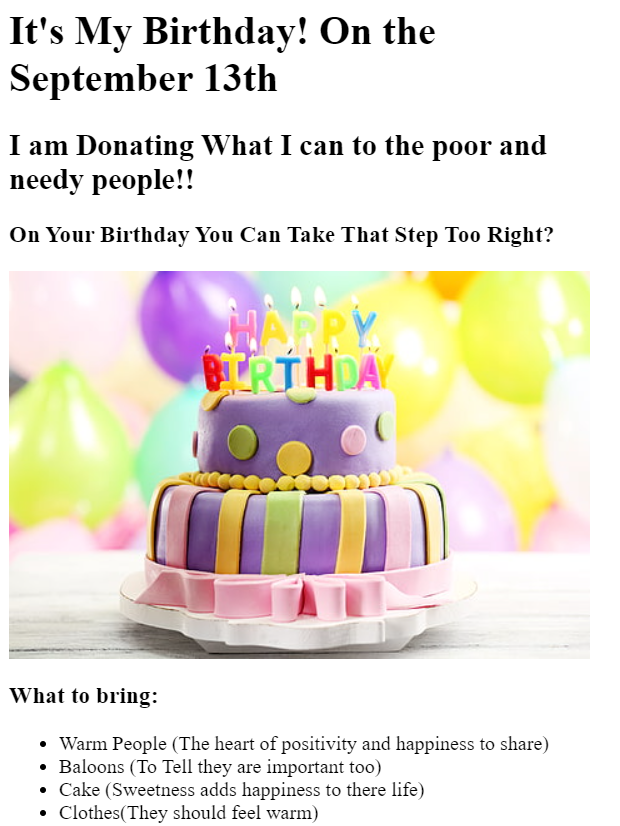 It's My Birthday! On the
September 13th
I am Donating What I can to the poor and
needy people!!
On Your Birthday You Can Take That Step Too Right?
HAPPY
BIRTHDAY
What to bring:
Warm People (The heart of positivity and happiness to share)
Baloons (To Tell they are important too)
Cake (Sweetness adds happiness to there life)
Clothes(They should feel warm)